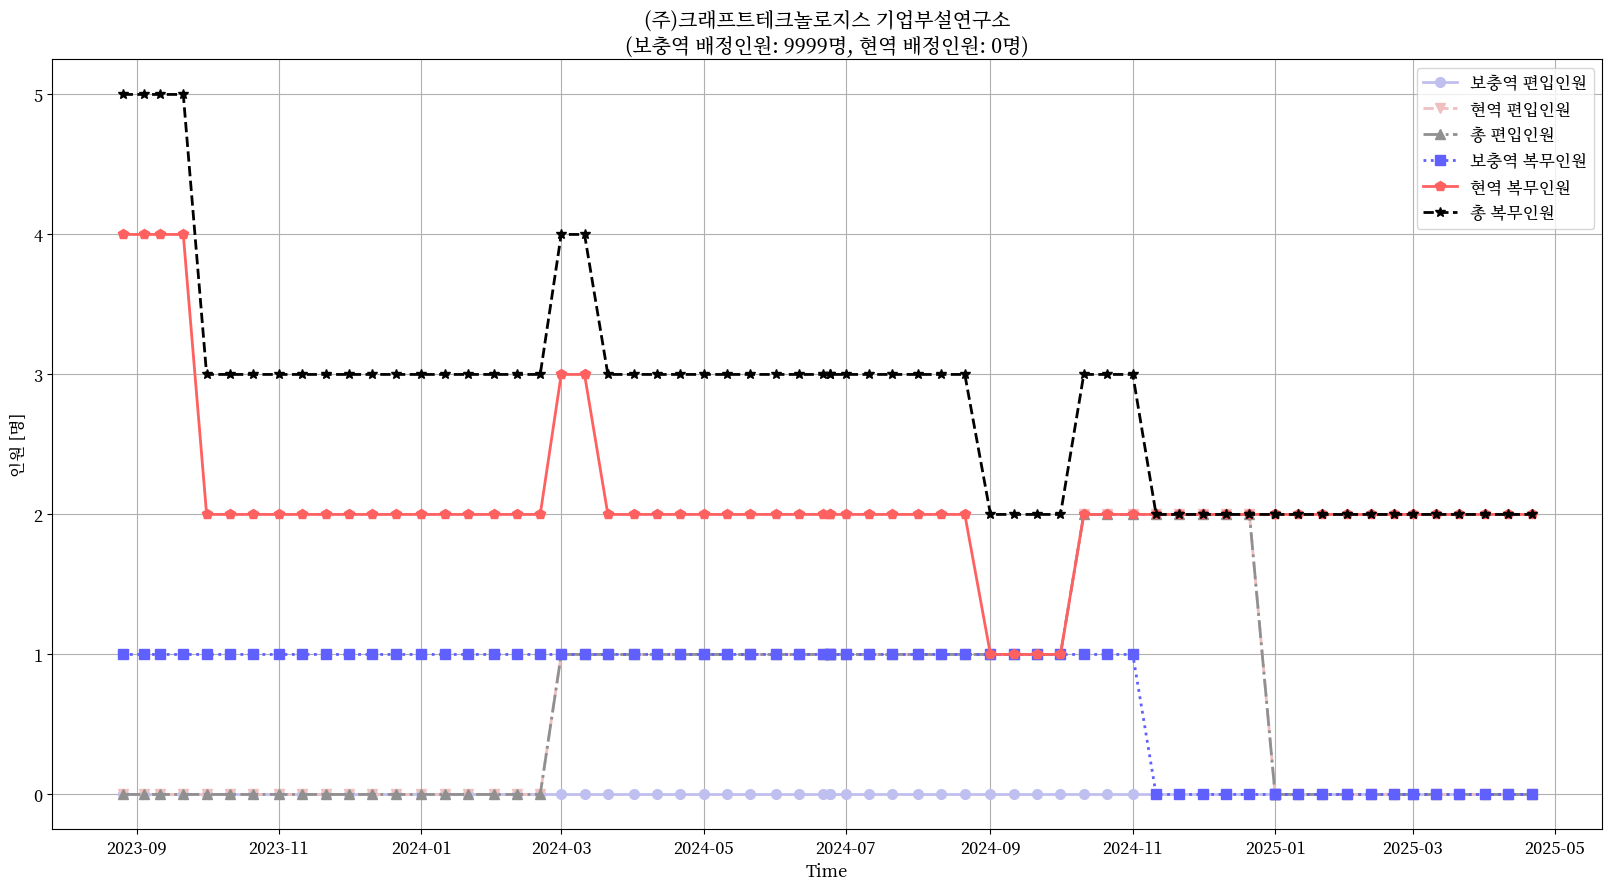 (주)크래프트테크놀로지스 기업부설연구소
(보충역 배정인원: 9999명, 현역 배정인원: 0명)
보충역 편입인원
현역 편입인원
총 편입인원
보충역 복무인원
현역 복무인원
총 복무인원
5
4
3
2
1
0
인원 [명]
2023-09
2023-11
2024-01
2024-03
2024-05
2024-07
2024-09
2024-11
2025-01
2025-03
2025-05
Time